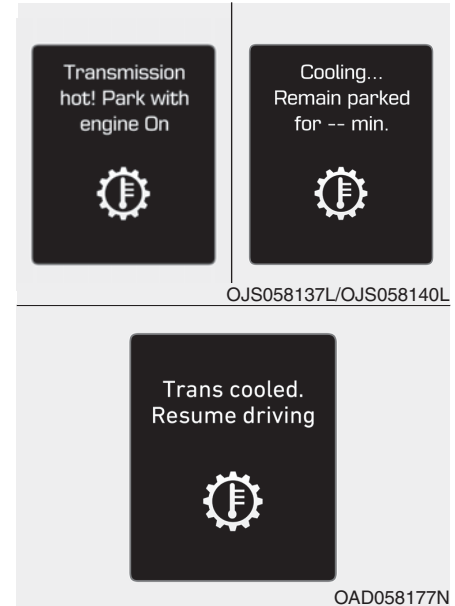 Transmission
hot! Park with
engine On
Cooling...
Remain parked
for -- min.
OJS058137L/OJS058140L
Trans cooled.
Resume driving
OAD058177N